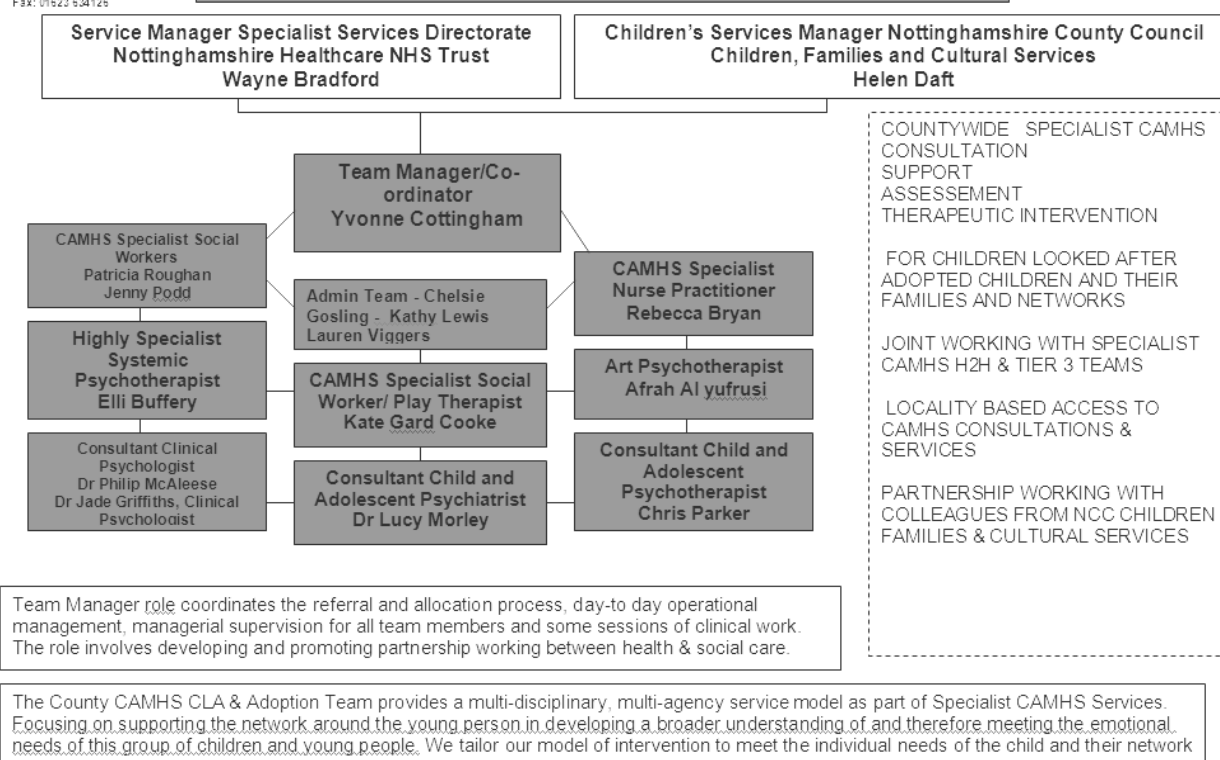 Fax: 01623 634126
Service Manager Specialist Services Directorate
Nottinghamshire Healthcare NHS Trust
Wayne Bradford
Children's Services Manager Nottinghamshire County Council
Children, Families and Cultural Services
Helen Daft
Team Manager/Co-
ordinator
Yvonne Cottingham
CAMHS Specialist Social
Workers
Patricia Roughan
Jenny Podd
Admin Team - Chelsie
Gosling - Kathy Lewis
Lauren Viggers
CAMHS Specialist
Nurse Practitioner
Rebecca Bryan
Highly Specialist
Systemic
Psychotherapist
Elli Buffery
CAMHS Specialist Social
Worker/ Play Therapist
Kate Gard Cooke
Art Psychotherapist
Afrah Al yufrusi
Consultant Clinical
Psychologist
Dr Philip McAleese
Dr Jade Griffiths, Clinical
Psychologist
Consultant Child and
Adolescent Psychiatrist
Dr Lucy Morley
Consultant Child and
Adolescent
Psychotherapist
Chris Parker
COUNTYWIDE SPECIALIST CAMHS
CONSULTATION
SUPPORT
ASSESSEMENT
THERAPEUTIC INTERVENTION
FOR CHILDREN LOOKED AFTER
ADOPTED CHILDREN AND THEIR
FAMILIES AND NETWORKS
JOINT WORKING WITH SPECIALIST
CAMHS H2H & TIER 3 TEAMS
LOCALITY BASED ACCESS TO
CAMHS CONSULTATIONS &
SERVICES
PARTNERSHIP WORKING WITH
COLLEAGUES FROM NCC CHILDREN
FAMILIES & CULTURAL SERVICES
Team Manager role coordinates the referral and allocation process, day-to day operational
management, managerial supervision for all team members and some sessions of clinical work.
The role involves developing and promoting partnership working between health & social care.
The County CAMHS CLA & Adoption Team provides a multi-disciplinary, multi-agency service model as part of Specialist CAMHS Services.
Focusing on supporting the network around the young person in developing a broader understanding of and therefore meeting the emotional
needs of this group of children and young people. We tailor our model of intervention to meet the individual needs of the child and their network